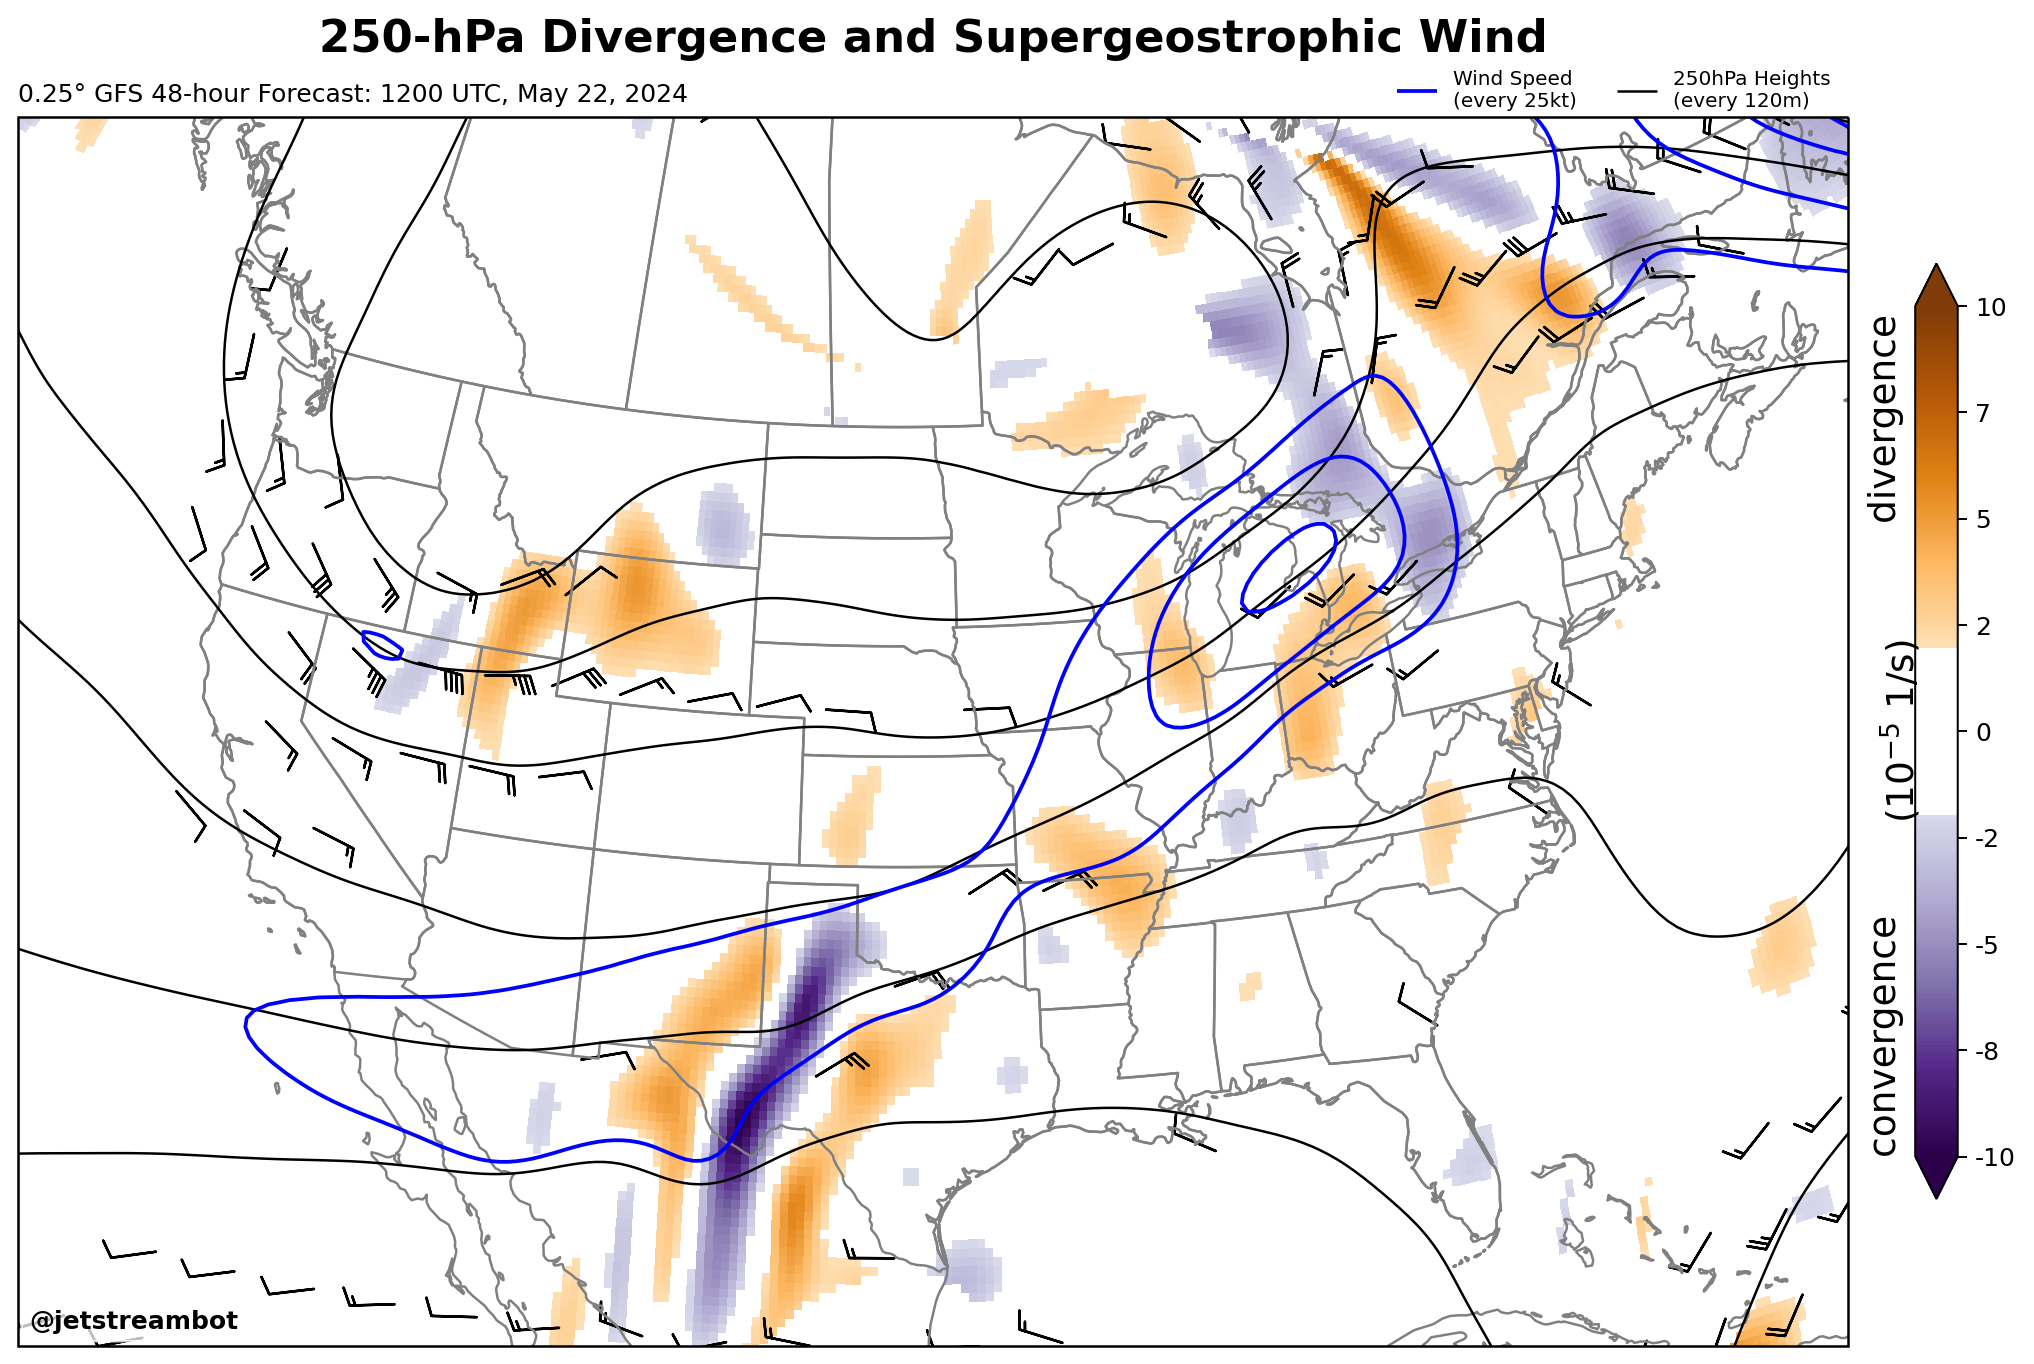 250-hPa Divergence and Supergeostrophic Wind
0.25° GFS 48-hour Forecast: 1200 UTC, May 22, 2024
Wind Speed
(every 25kt)
250hPa Heights
(every 120m)
divergence
(10⁻⁵ 1/s)
convergence
10
7
5
2
0
-2
-5
-8
-10
@jetstreambot